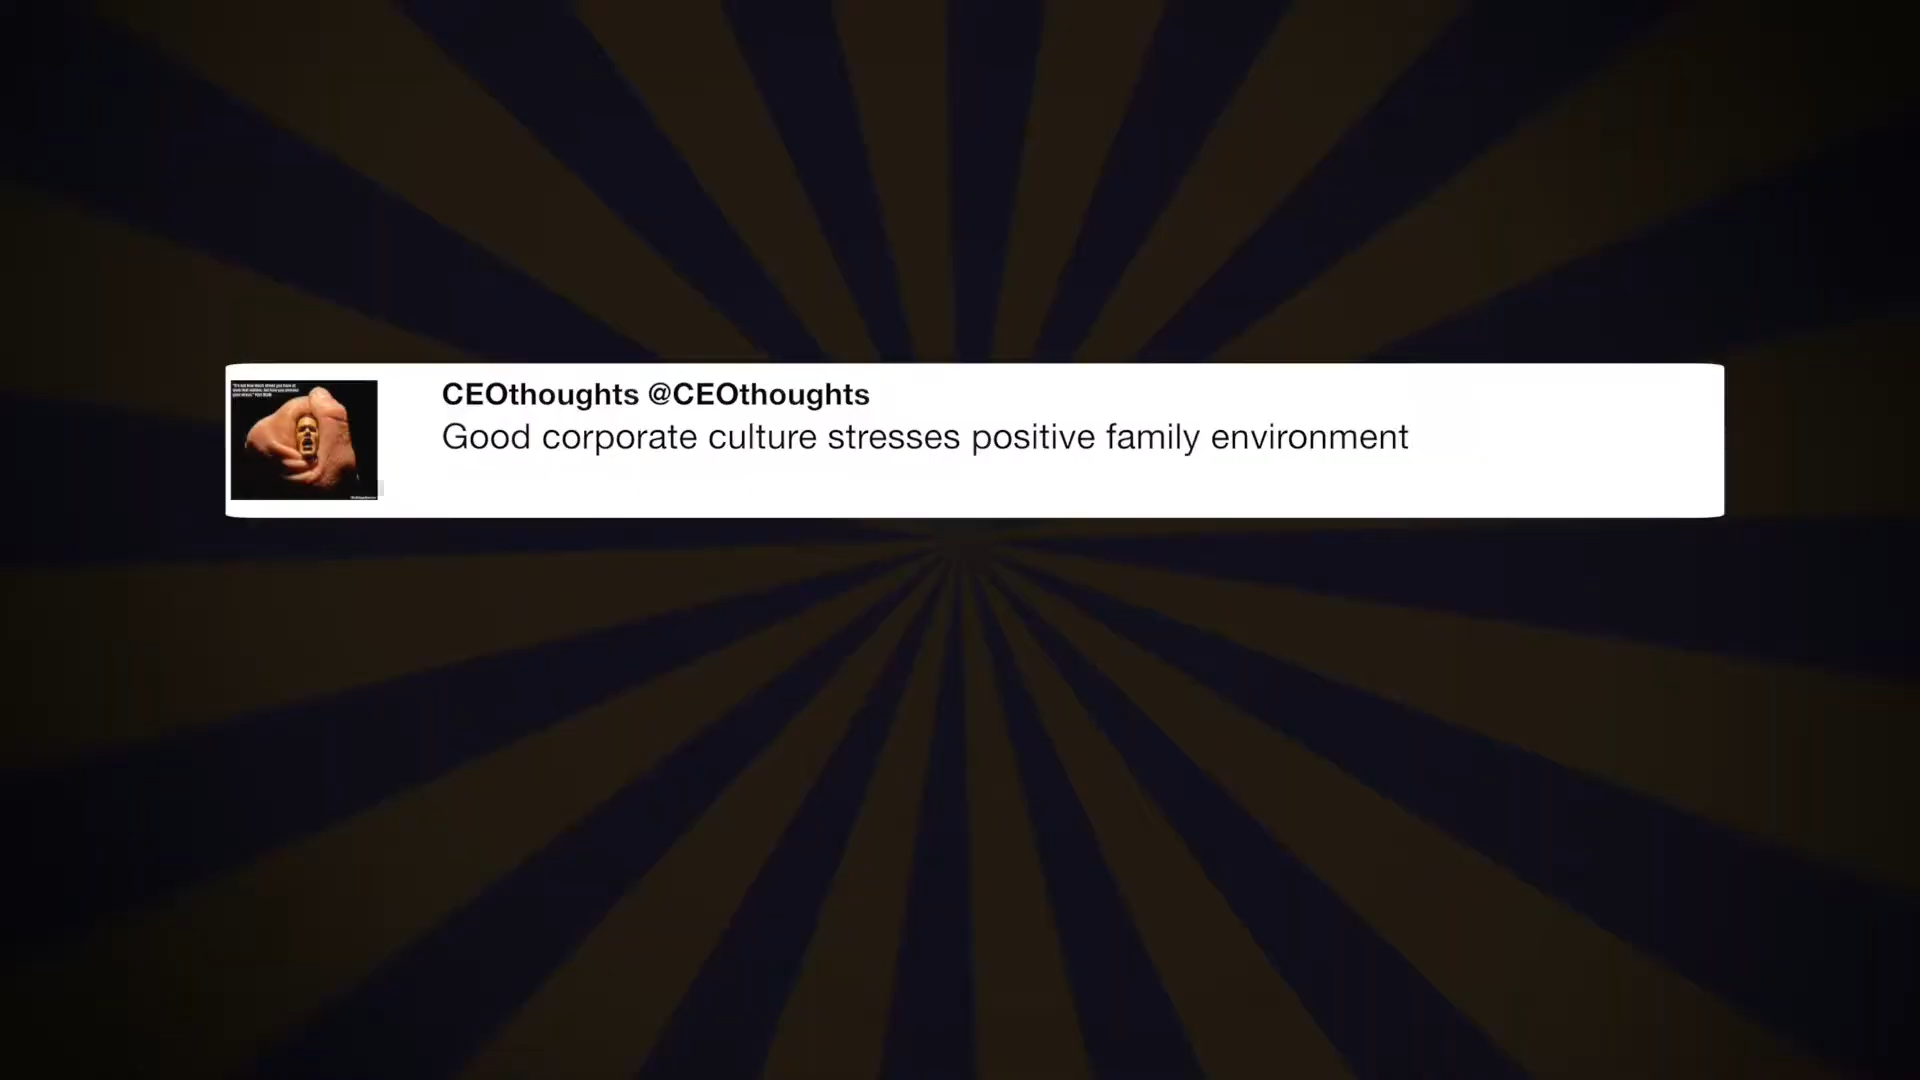 CEOthoughts @CEOthoughts
Good corporate culture stresses positive family environment